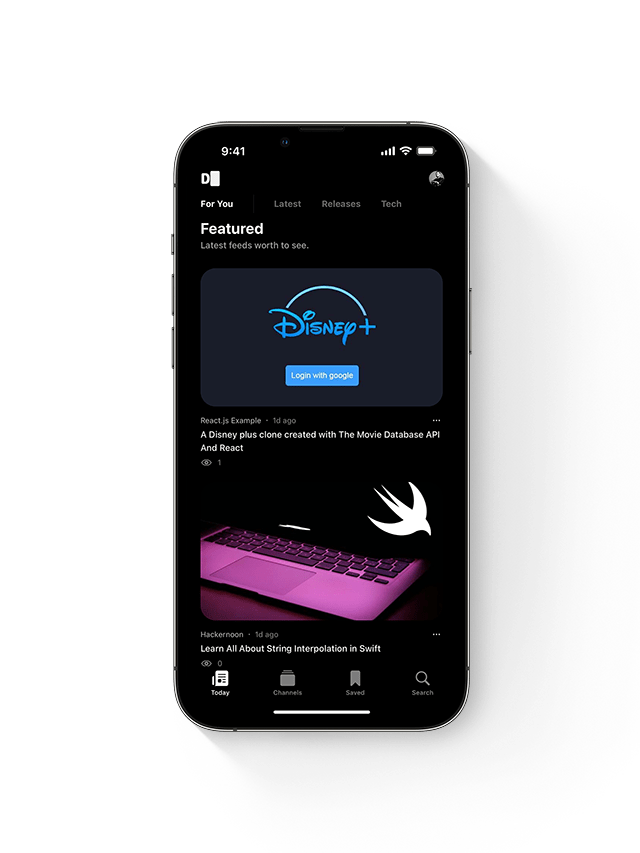 9:41
D
For You
Latest
Releases
Tech
Featured
Latest feeds worth to see.
Disney+
Login with google
React.js Example • 1d ago
A Disney plus clone created with The Movie Database API
And React
1
Hackernoon • 1d ago
Learn All About String Interpolation in Swift
0
Today
Channels
Saved
Search